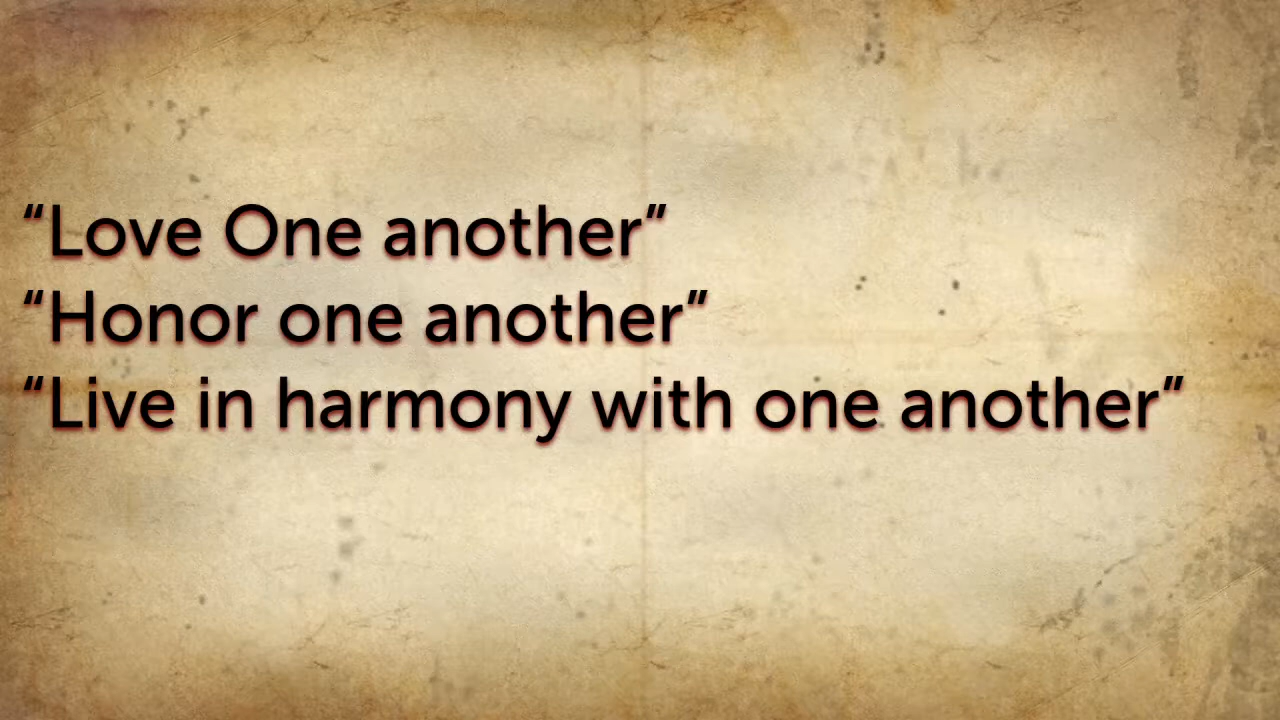 “Love One another”
“Honor one another”
“Live in harmony with one another”